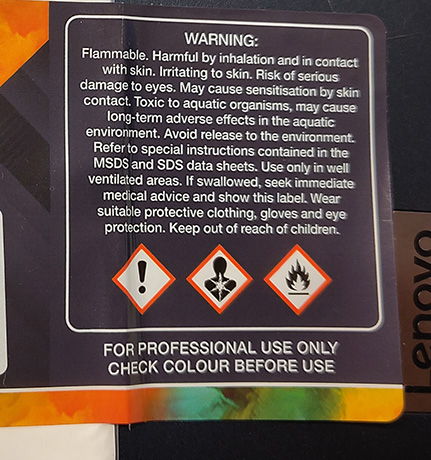 WARNING:
Flammable. Harmful by inhalation and in contact
with skin. Irritating to skin. Risk of serious
damage to eyes. May cause sensitisation by skin
contact. Toxic to aquatic organisms, may cause
long-term adverse effects in the aquatic
environment. Avoid release to the environment.
Refer to special instructions contained in the
MSDS and SDS data sheets. Use only in well
ventilated areas. If swallowed, seek immediate
medical advice and show this label. Wear
suitable protective clothing, gloves and eye
protection. Keep out of reach of children.
FOR PROFESSIONAL USE ONLY
CHECK COLOUR BEFORE USE
Lenovo